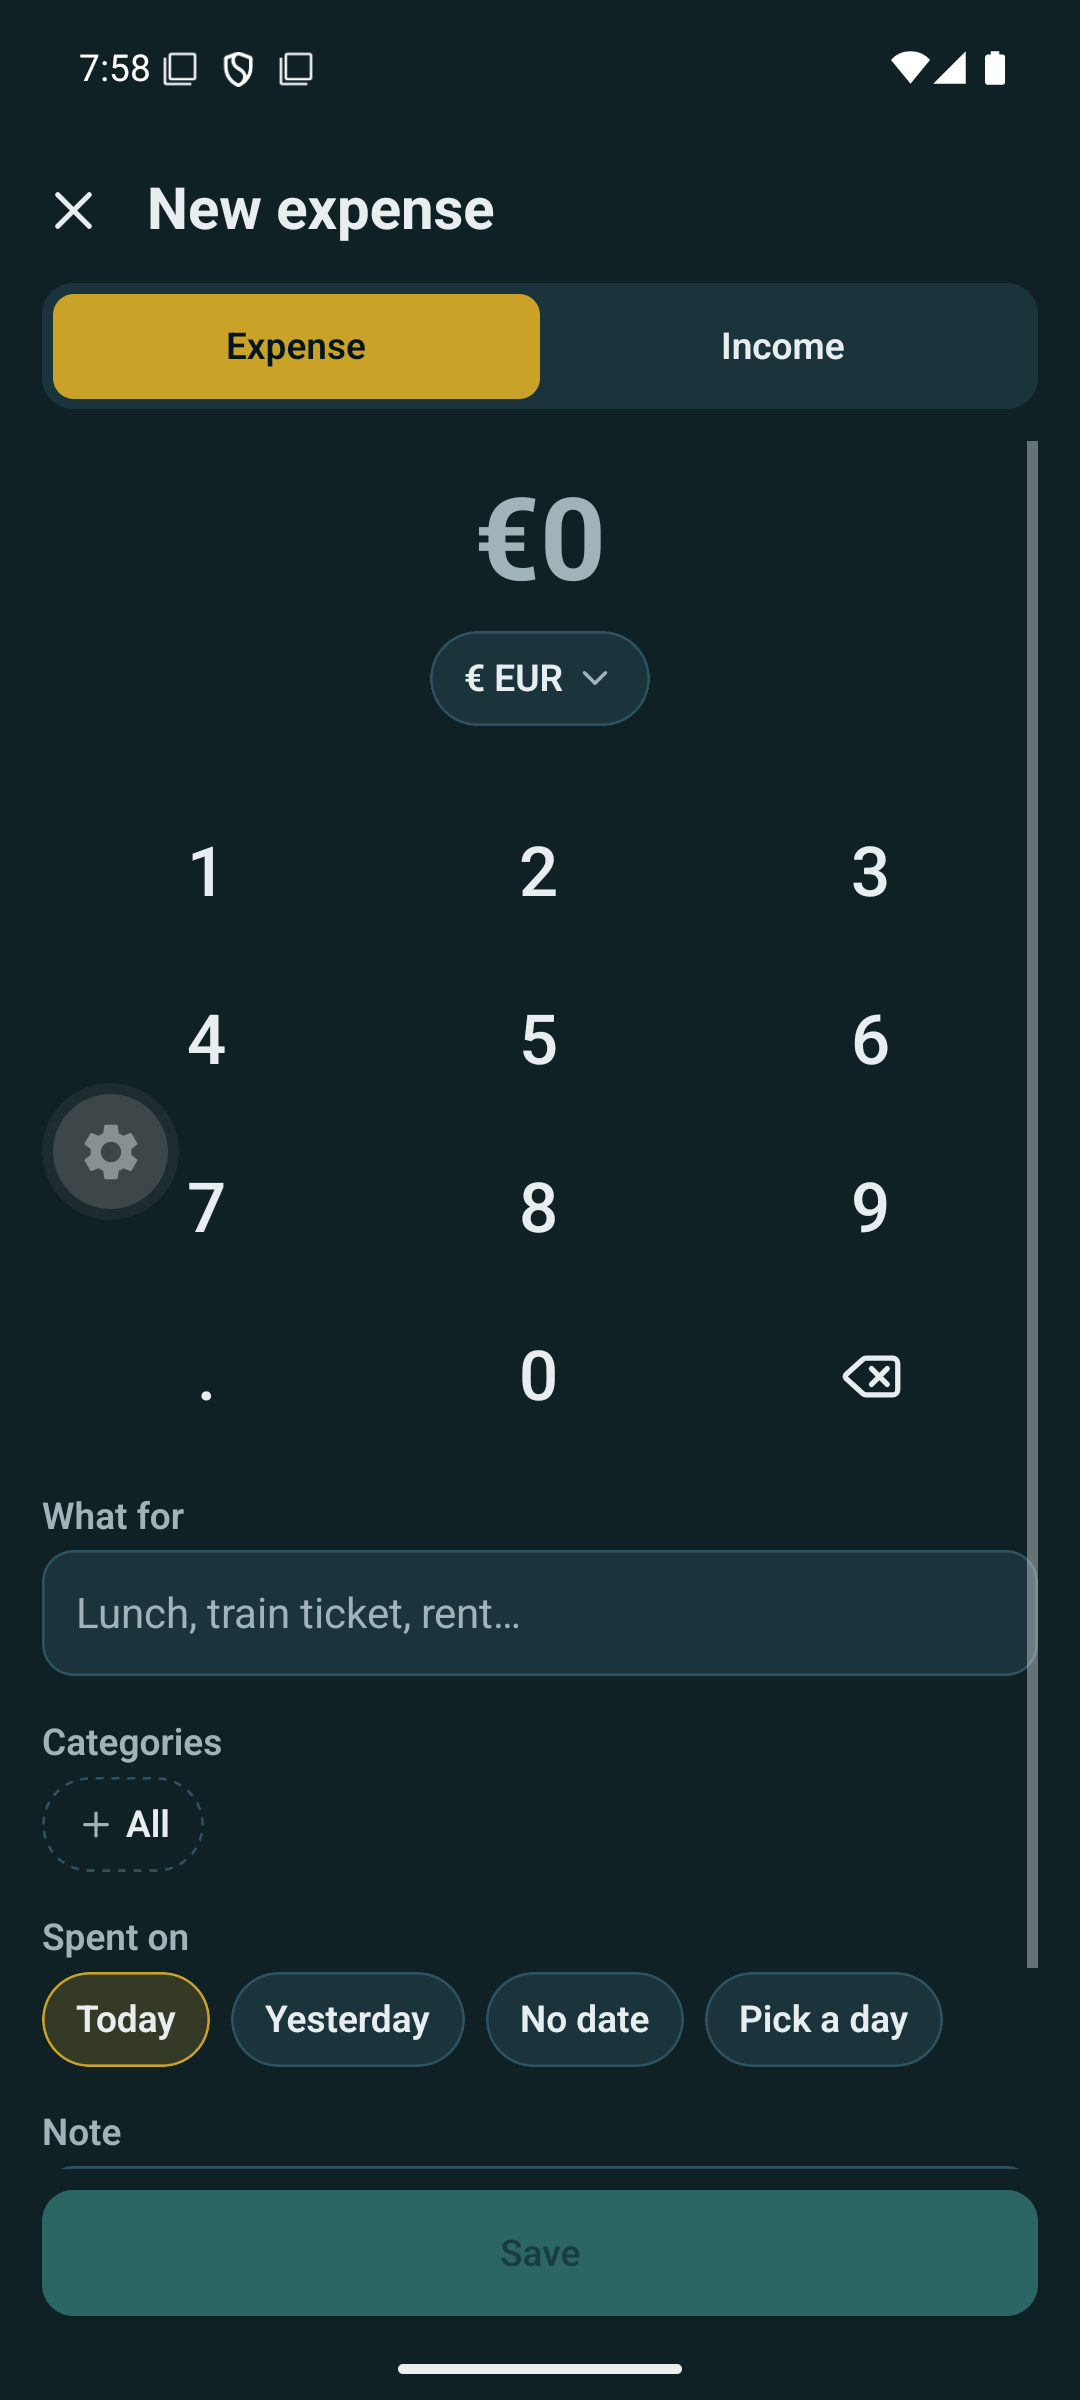 7:58
New expense
Expense
Income
€0
€ EUR
1 2 3
4 5 6
7 8 9
. 0
What for
Lunch, train ticket, rent…
Categories
+ All
Spent on
Today Yesterday No date Pick a day
Note
Save